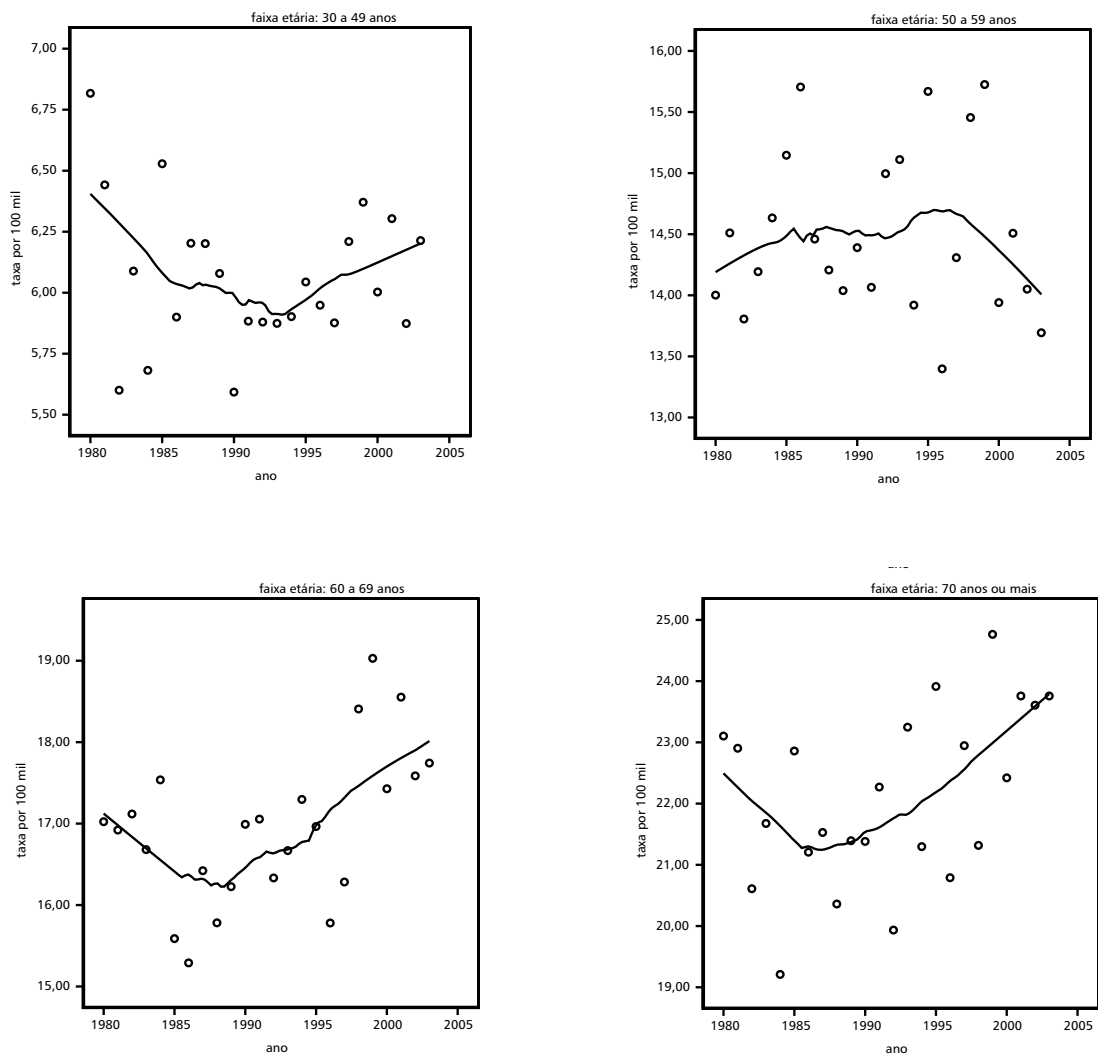 faixa etária: 30 a 49 anos
7,00
6,75
6,50
6,25
6,00
5,75
5,50
taxa por 100 mil
1980 1985 1990 1995 2000 2005
ano
faixa etária: 50 a 59 anos
16,00
15,50
15,00
14,50
14,00
13,50
13,00
taxa por 100 mil
1980 1985 1990 1995 2000 2005
ano
faixa etária: 60 a 69 anos
19,00
18,00
17,00
16,00
15,00
taxa por 100 mil
1980 1985 1990 1995 2000 2005
ano
faixa etária: 70 anos ou mais
25,00
24,00
23,00
22,00
21,00
20,00
19,00
taxa por 100 mil
1980 1985 1990 1995 2000 2005
ano